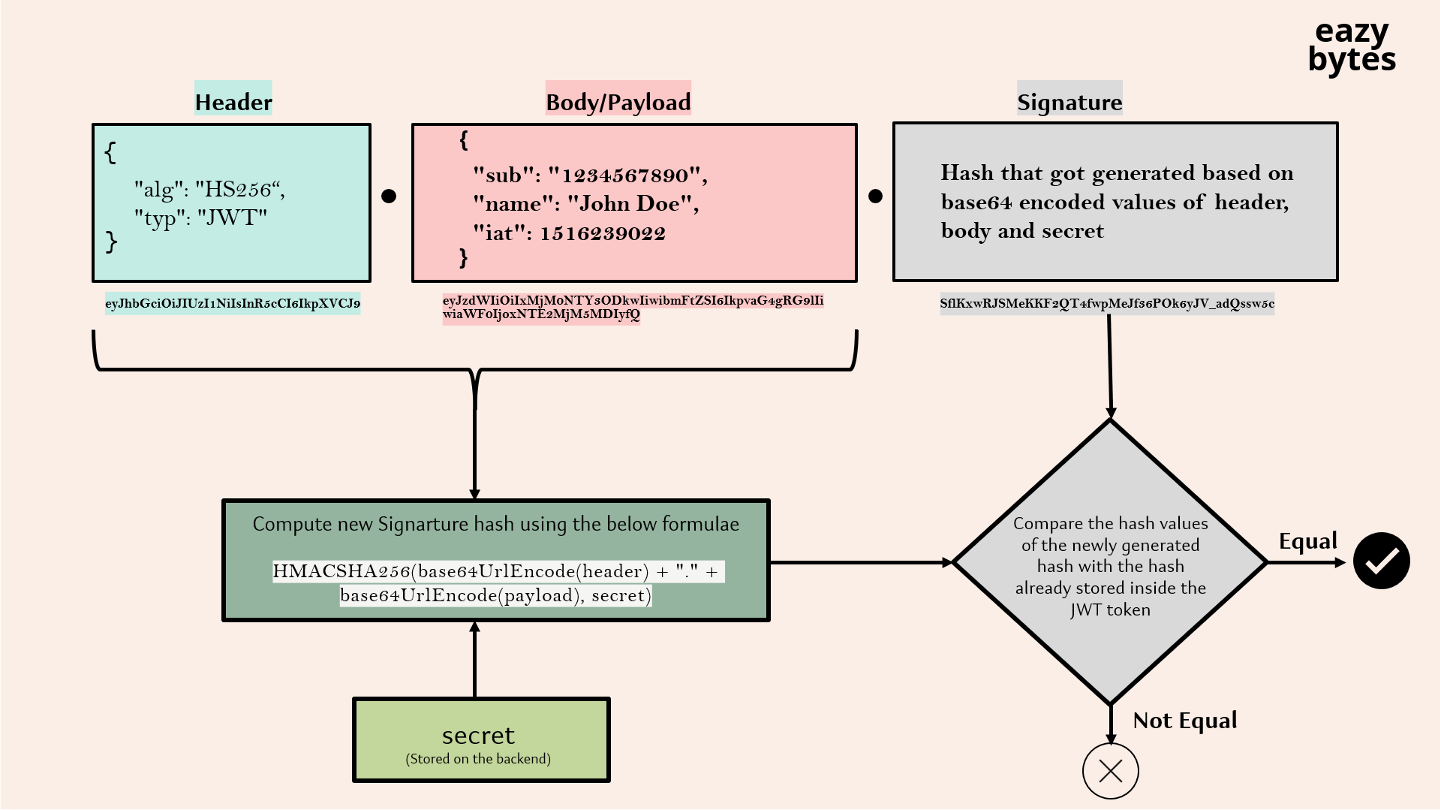 eazy
bytes
Header
Body/Payload
Signature
{
"alg": "HS256“,
"typ": "JWT"
}
{
"sub": "1234567890",
"name": "John Doe",
"iat": 1516239022
}
Hash that got generated based on
base64 encoded values of header,
body and secret
eyJhbGciOiJIUzI1NiIsInR5cCI6IkpXVCJ9
eyJzdWIiOiIxMjM0NTY3ODkwIiwibmFtZSI6IkpvaG4gRG9lIi
wiaWF0IjoxNTE2MjM5MDIyfQ
SflKxwRJSMeKKF2QT4fwpMeJf36POk6yJV_adQssw5c
Compute new Signarture hash using the below formulae
HMACSHA256(base64UrlEncode(header) + "." +
base64UrlEncode(payload), secret)
secret
(Stored on the backend)
Compare the hash values
of the newly generated
hash with the hash
already stored inside the
JWT token
Equal
Not Equal